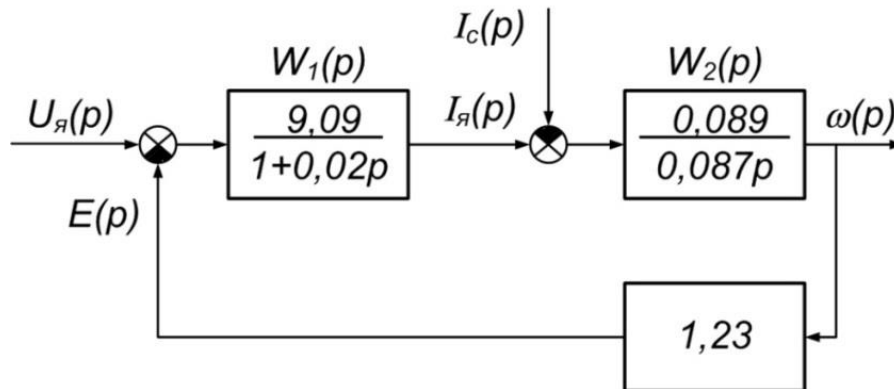 I_c(p)
W_1(p)
W_2(p)
U_я(p)
9,09
1+0,02p
I_я(p)
0,089
0,087p
ω(p)
E(p)
1,23